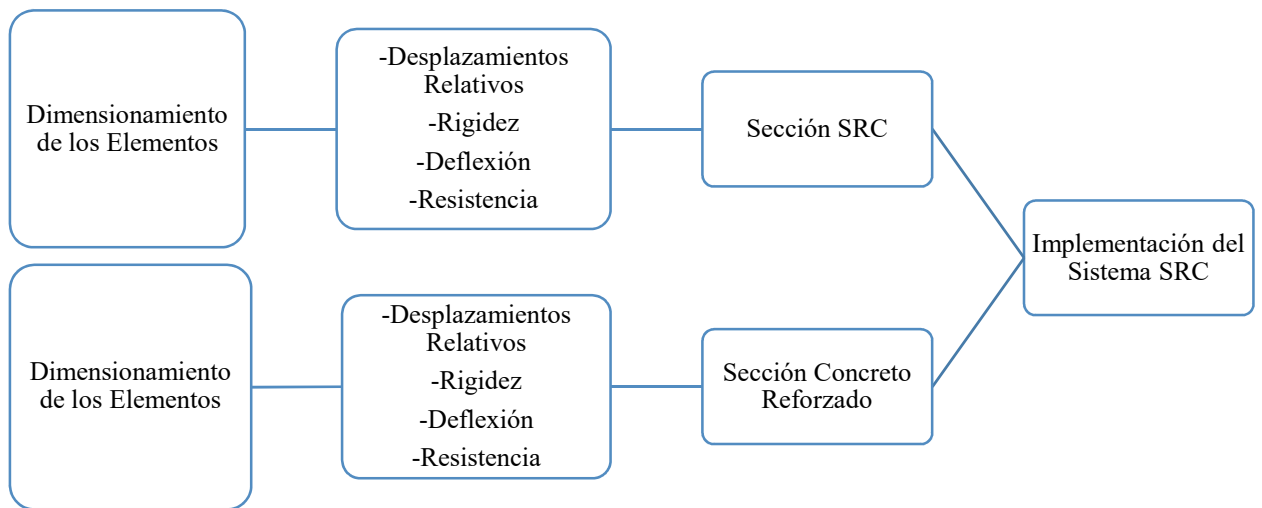 Dimensionamiento
de los Elementos
-Desplazamientos
Relativos
-Rigidez
-Deflexión
-Resistencia
Sección SRC
Dimensionamiento
de los Elementos
-Desplazamientos
Relativos
-Rigidez
-Deflexión
-Resistencia
Sección Concreto
Reforzado
Implementación del
Sistema SRC